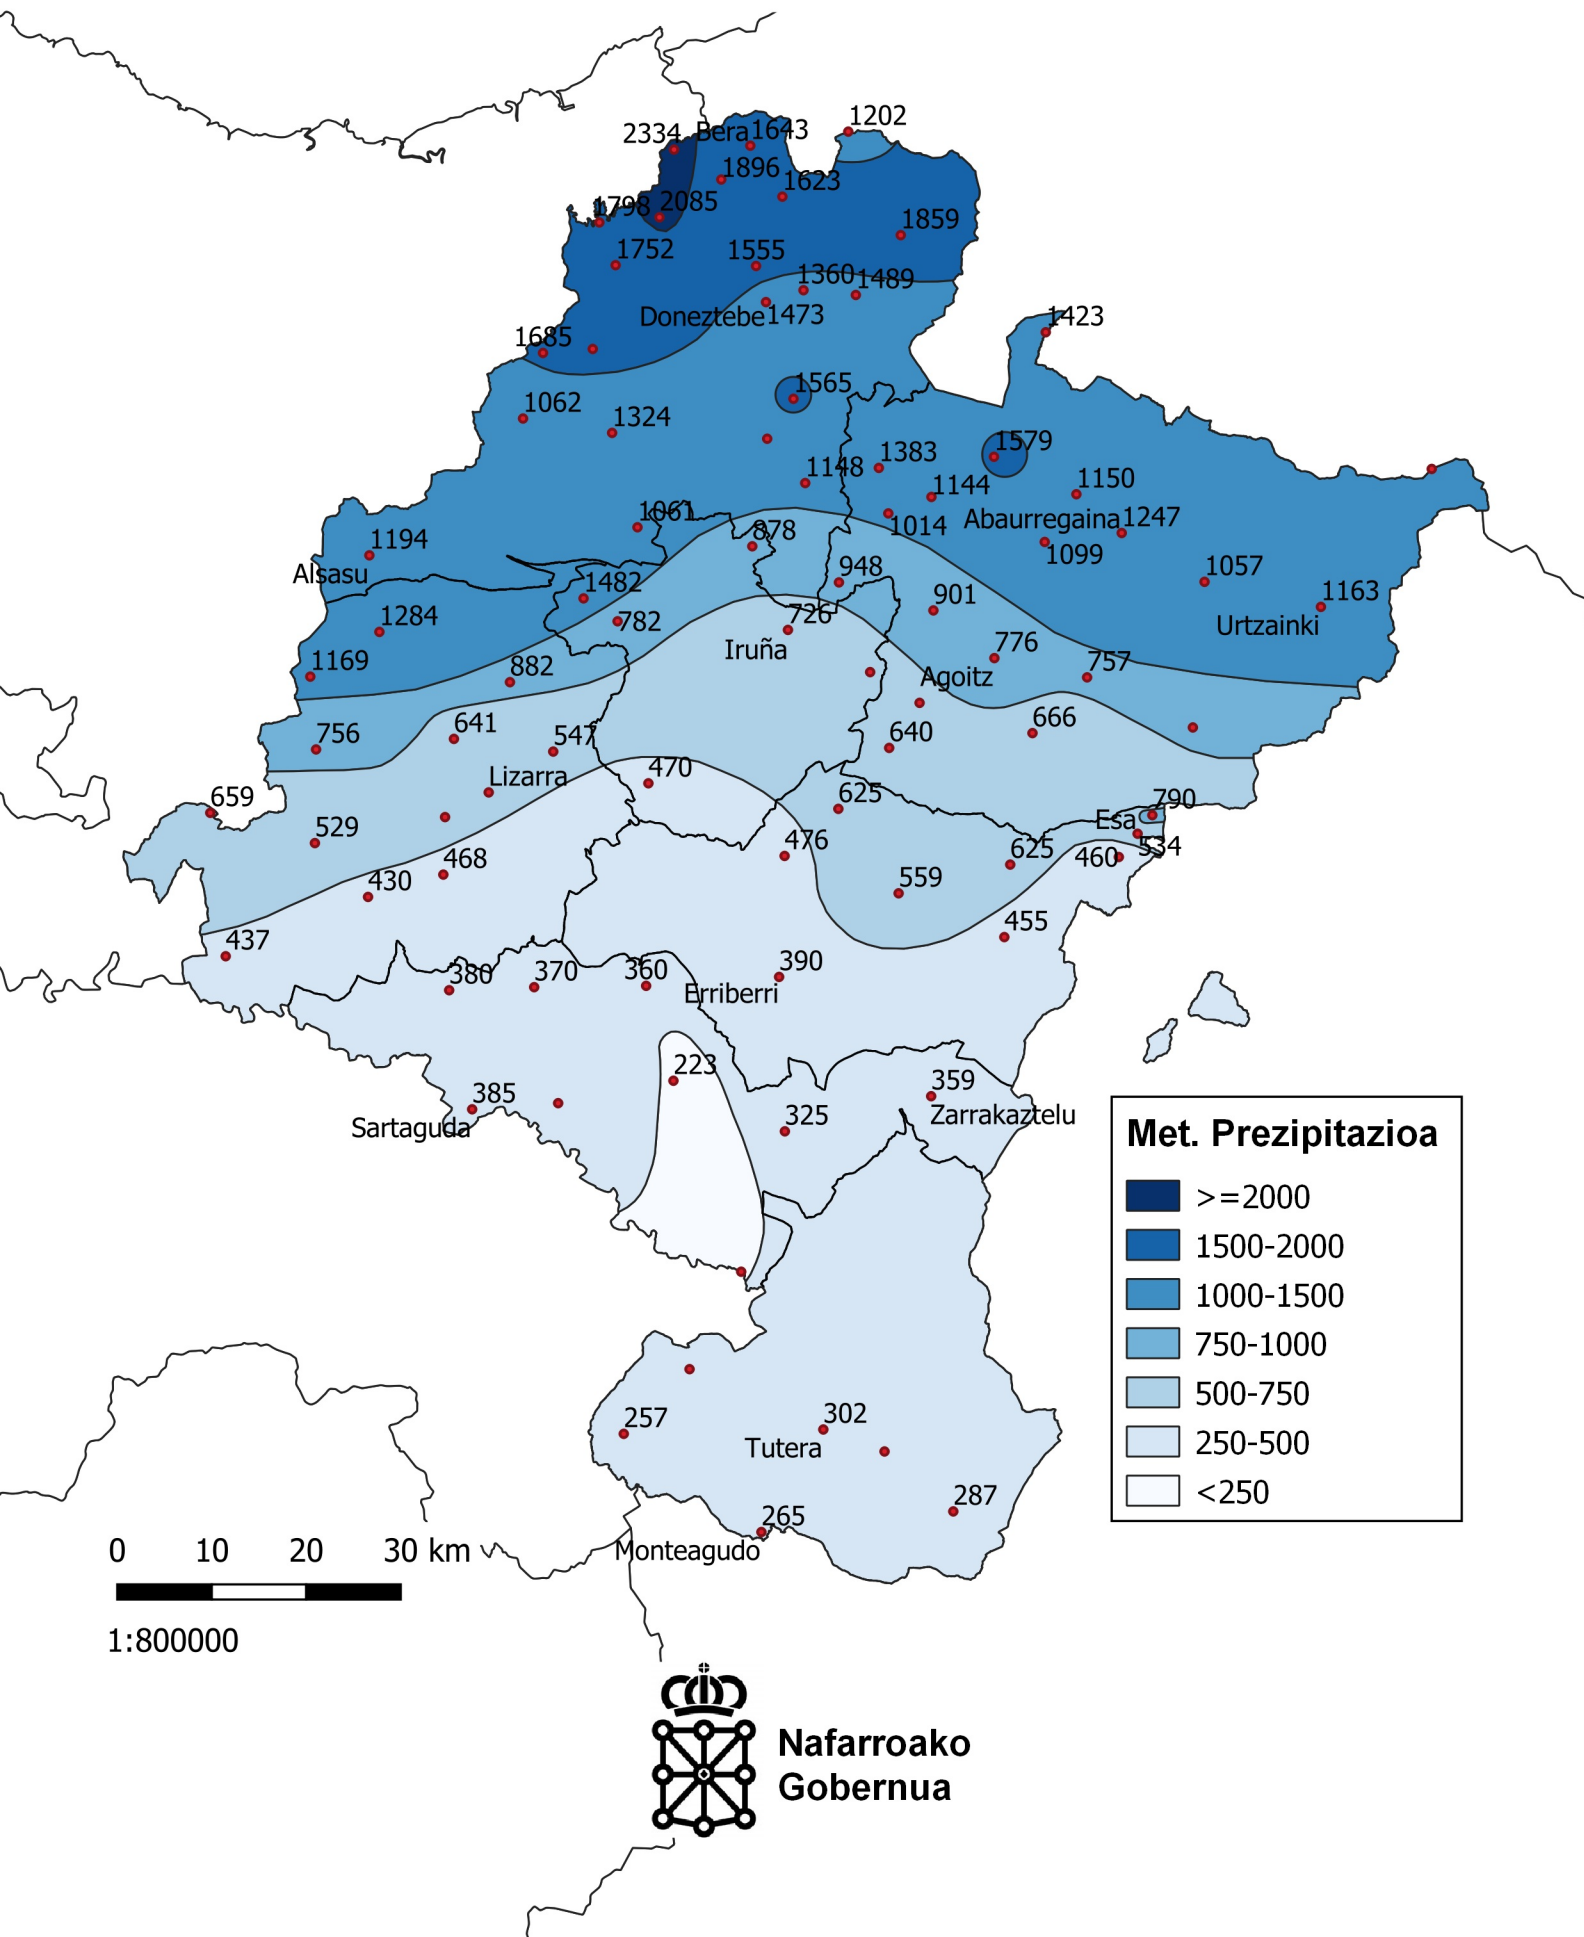 1202
2334 Bera 1643
1896
1623
1798 2085
1859
1752 1555
1360 1489
Doneztebe 1473
1423
1685
1565
1062
1324
1579
1383
1148
1144 1150
1061 1014 Abaurregaina 1247
878
1194 1099
Alsasu 948 1057
1482
901 1163
1284 782 726
Urtzainki
Iruña
776
1169 882 757
Agoitz
641 666
756 547 640
470
Lizarra
659 625 790
529 Esa
476 625 534
468 460
430 559
437 455
380 370 360 390
Erriberri
223
385 359
325 Zarrakaztelu
Sartaguda
Met. Prezipitazioa
>=2000
1500-2000
1000-1500
750-1000
500-750
250-500
<250
257 302
Tutera
287
265
Monteagudo
0 10 20 30 km
1:800000
Nafarroako
Gobernua